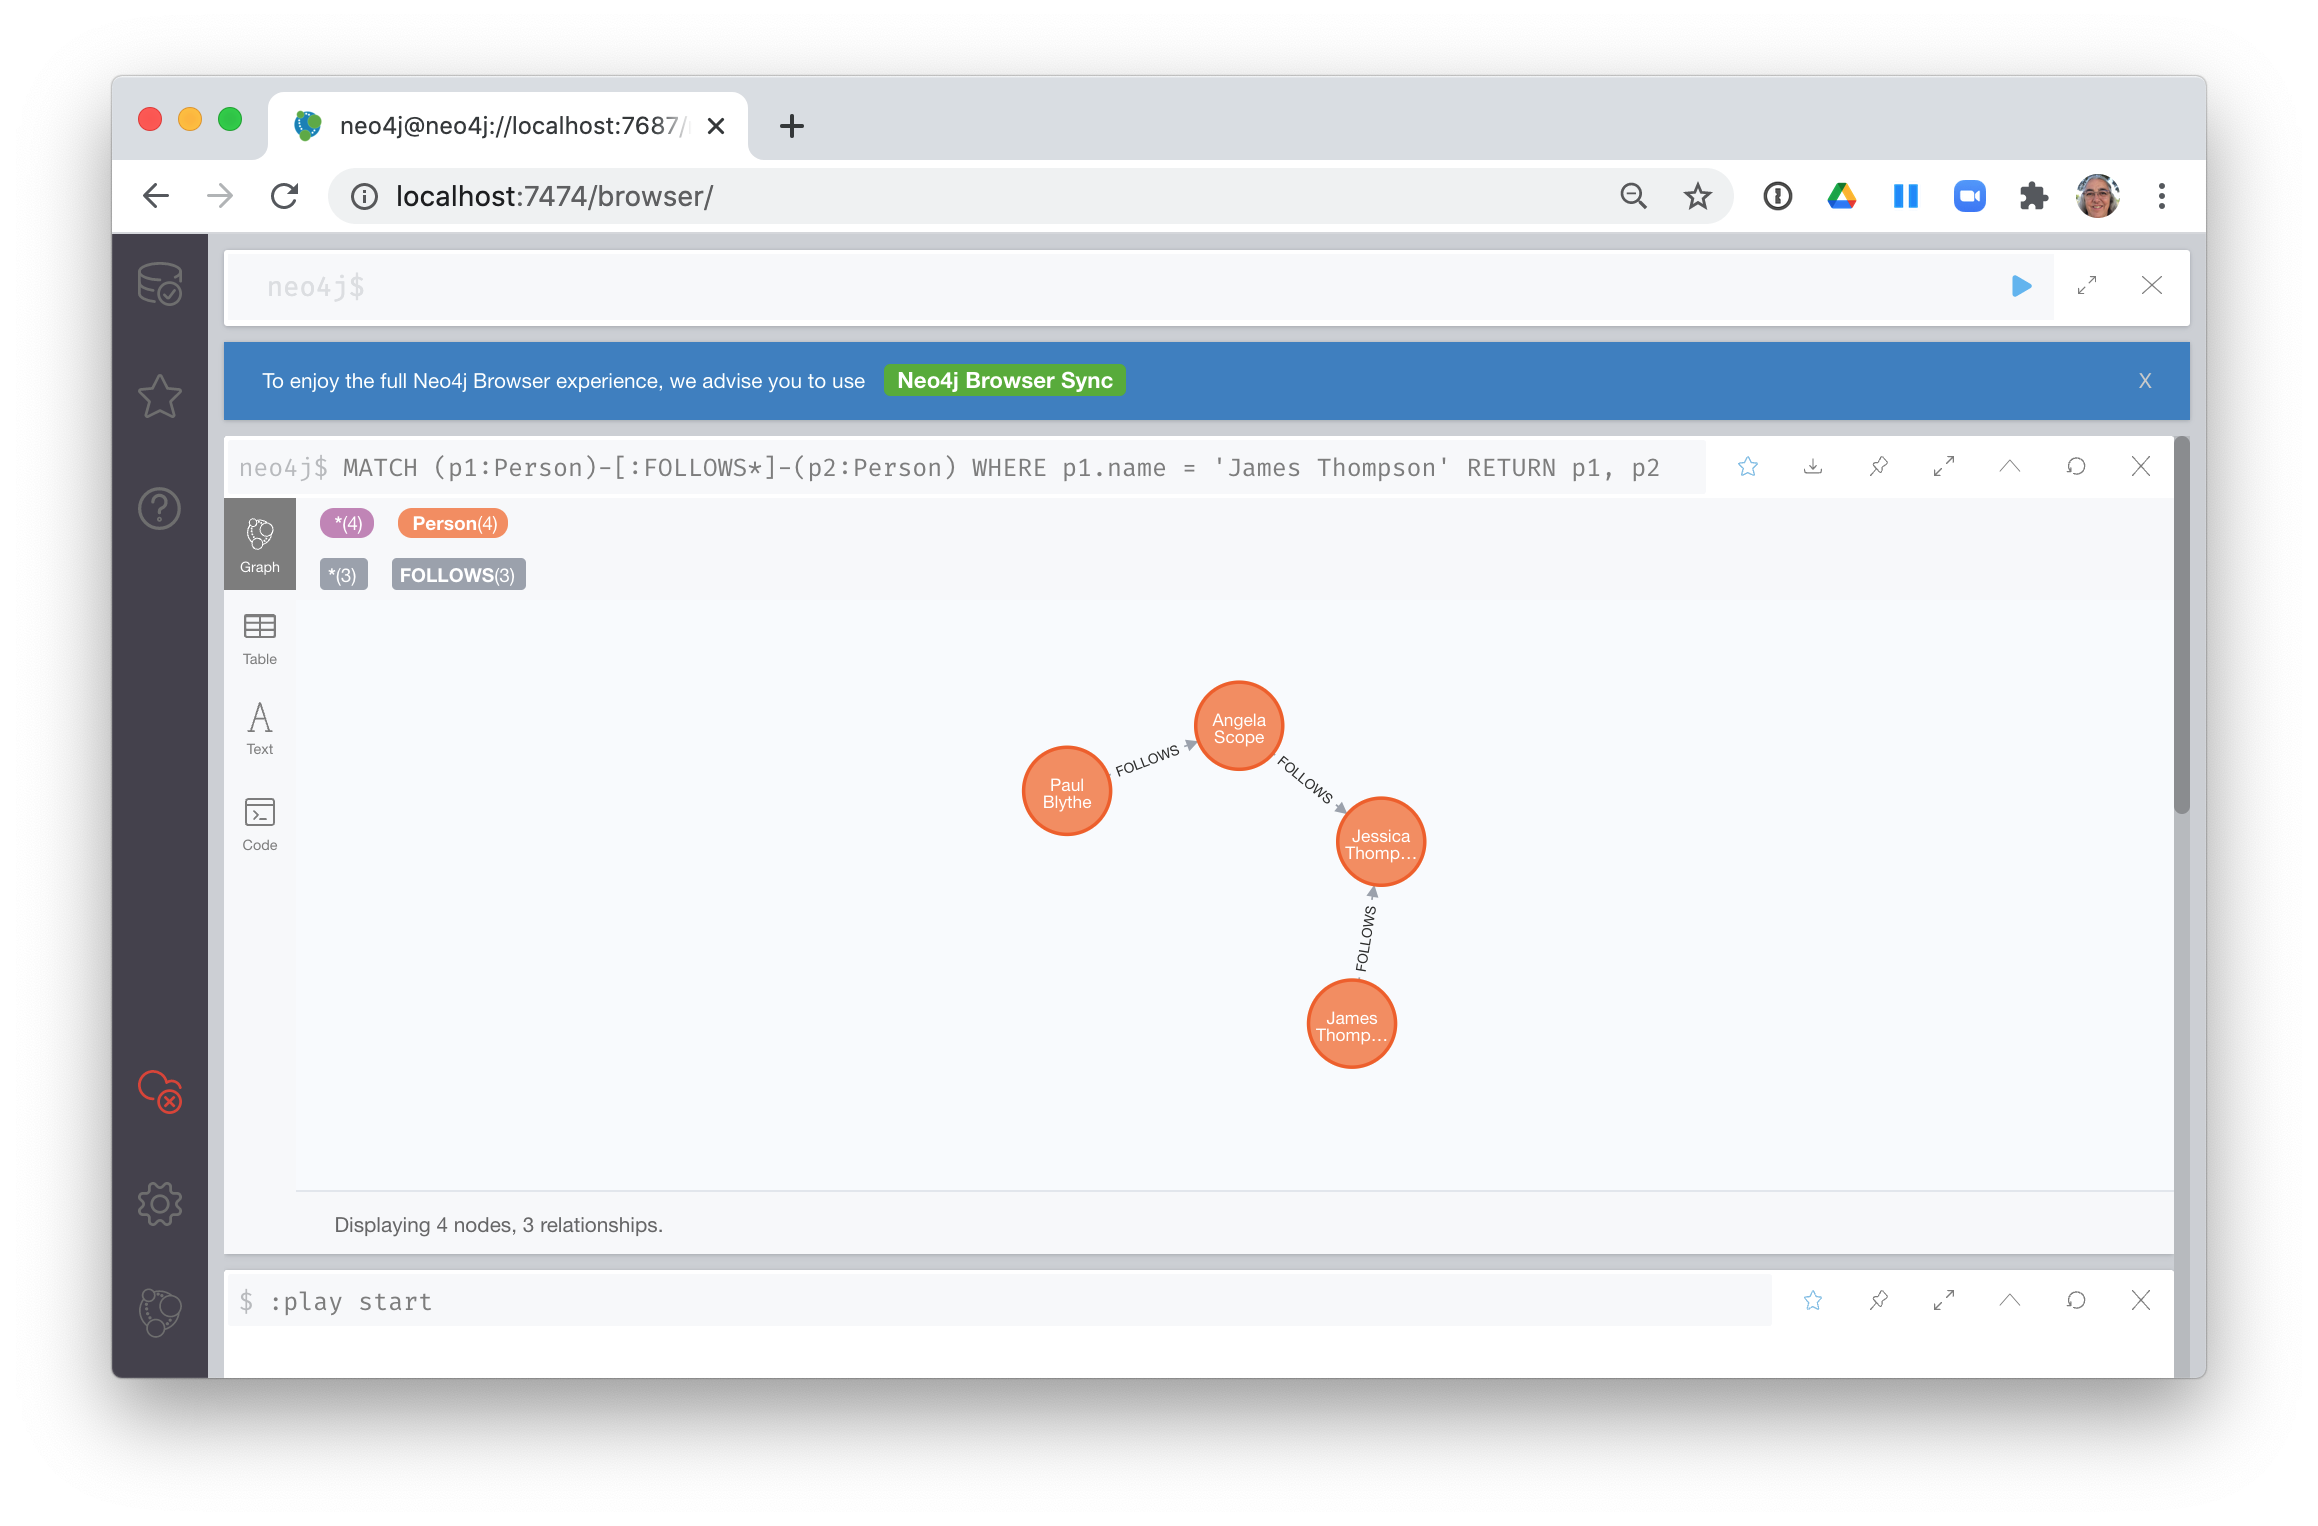 neo4j@neo4j://localhost:7687/
localhost:7474/browser/
neo4j$
To enjoy the full Neo4j Browser experience, we advise you to use Neo4j Browser Sync X
neo4j$ MATCH (p1:Person)-[:FOLLOWS*]-(p2:Person) WHERE p1.name = 'James Thompson' RETURN p1, p2
Graph
*(4) Person(4)
*(3) FOLLOWS(3)
Table
Text
Code
Angela
Scope
FOLLOWS
Paul
Blythe
FOLLOWS
Jessica
Thomp...
FOLLOWS
James
Thomp...
Displaying 4 nodes, 3 relationships.
$ :play start